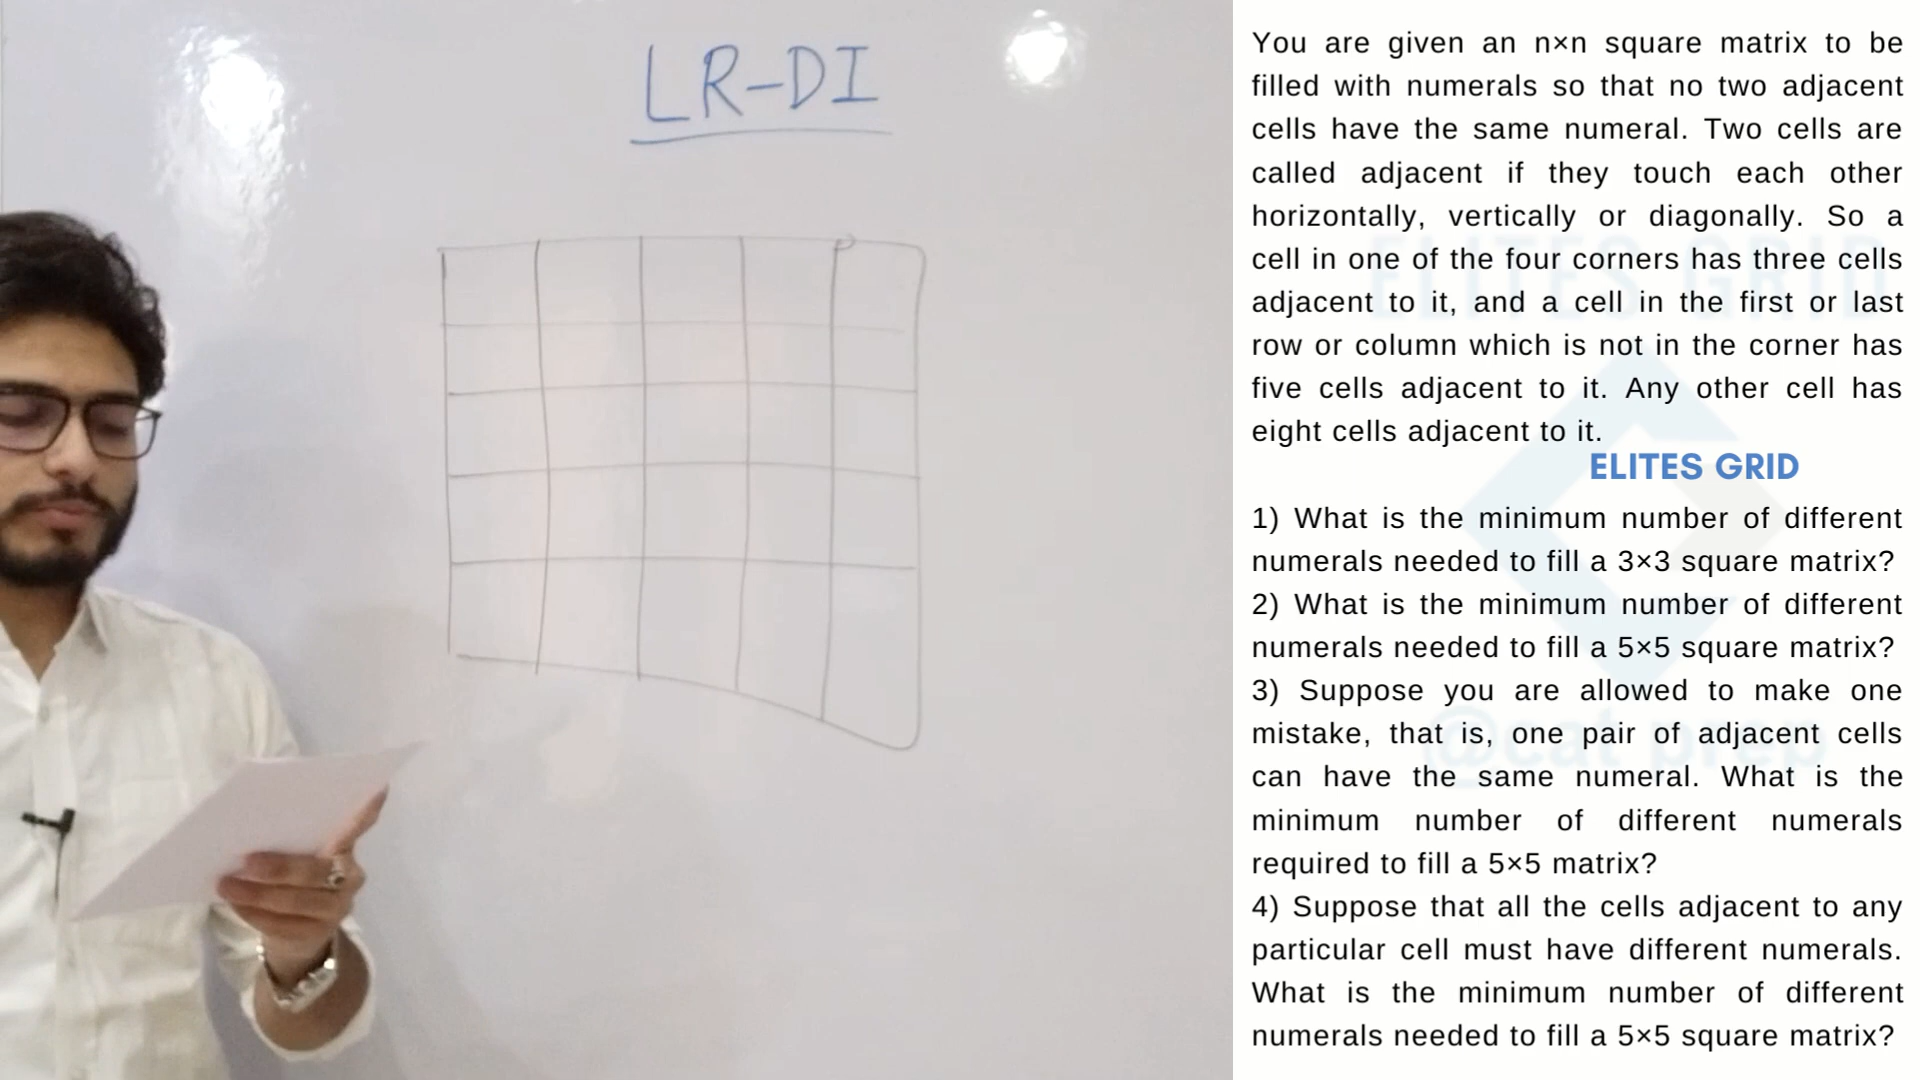 LR-DI
You are given an n×n square matrix to be
filled with numerals so that no two adjacent
cells have the same numeral. Two cells are
called adjacent if they touch each other
horizontally, vertically or diagonally. So a
cell in one of the four corners has three cells
adjacent to it, and a cell in the first or last
row or column which is not in the corner has
five cells adjacent to it. Any other cell has
eight cells adjacent to it.
ELITES GRID
1) What is the minimum number of different
numerals needed to fill a 3×3 square matrix?
2) What is the minimum number of different
numerals needed to fill a 5×5 square matrix?
3) Suppose you are allowed to make one
mistake, that is, one pair of adjacent cells
can have the same numeral. What is the
minimum number of different numerals
required to fill a 5×5 matrix?
4) Suppose that all the cells adjacent to any
particular cell must have different numerals.
What is the minimum number of different
numerals needed to fill a 5×5 square matrix?
ELITES GRID
@cat prep